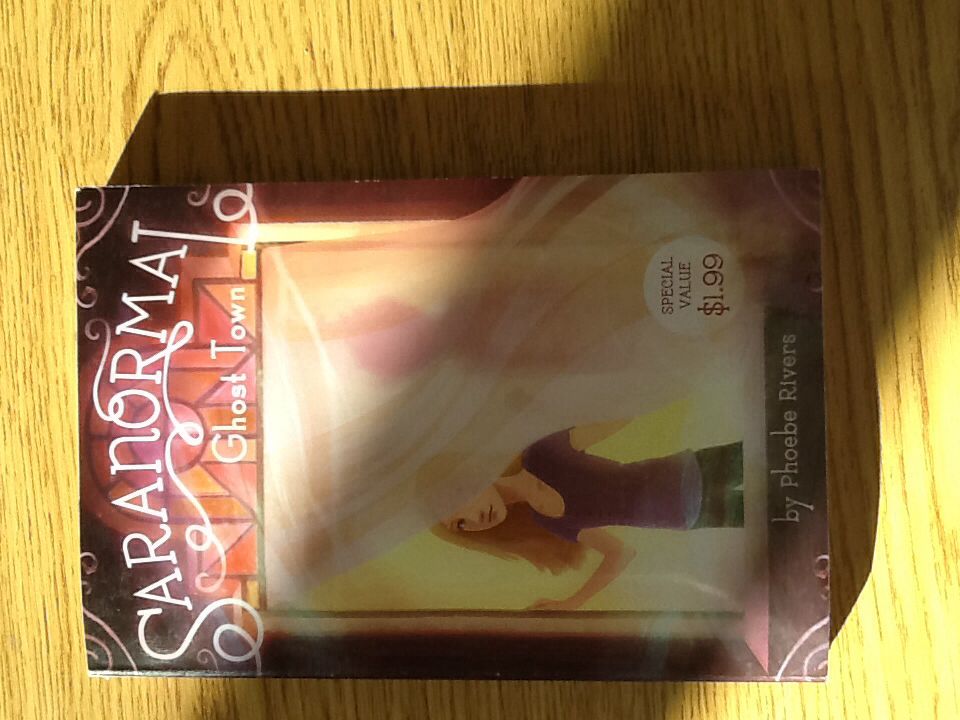 SARANORMAL
Ghost Town
SPECIAL
VALUE
$1.99
by Phoebe Rivers